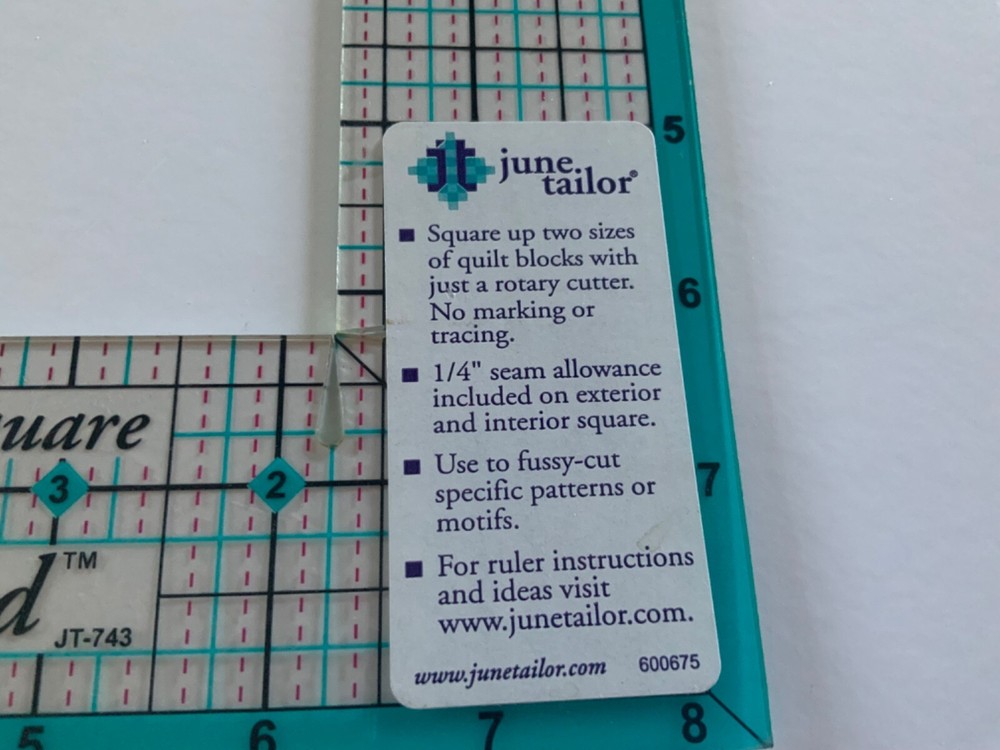 5
jt june
tailor®
■ Square up two sizes
of quilt blocks with
just a rotary cutter.
No marking or
tracing.
6
■ 1/4" seam allowance
included on exterior
and interior square.
uare
■ Use to fussy-cut
specific patterns or
motifs.
7
3 2
■ For ruler instructions
and ideas visit
www.junetailor.com.
d™
JT-743
www.junetailor.com 600675
5 6 7 8